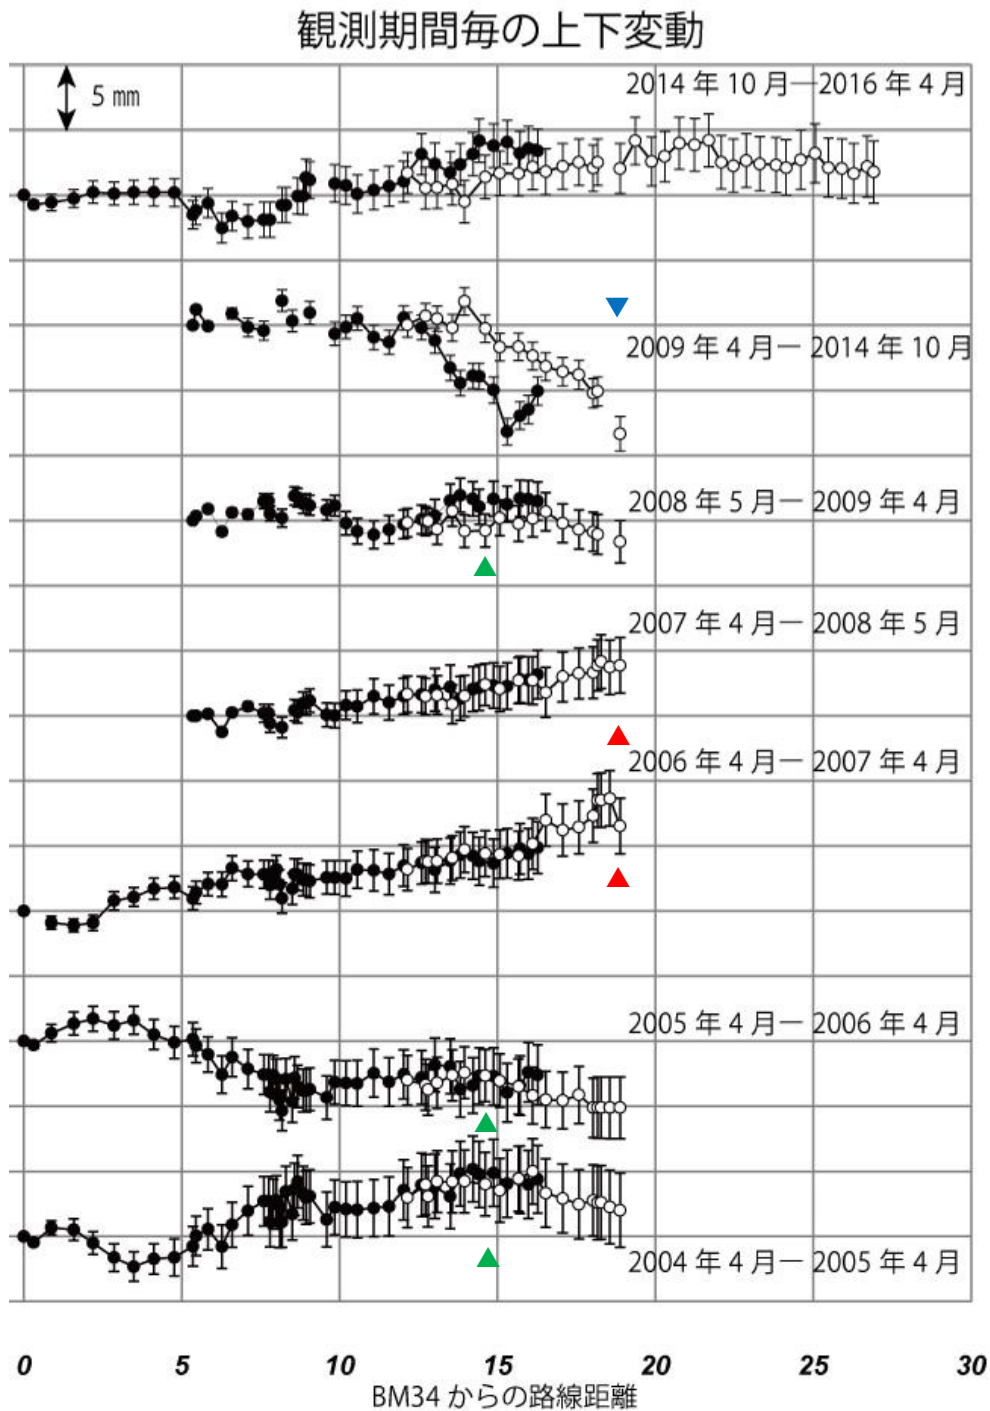 観測期間毎の上下変動
5 mm
2014 年 10 月—2016 年 4 月
2009 年 4 月— 2014 年 10 月
2008 年 5 月— 2009 年 4 月
2007 年 4 月— 2008 年 5 月
2006 年 4 月— 2007 年 4 月
2005 年 4 月— 2006 年 4 月
2004 年 4 月— 2005 年 4 月
0 5 10 15 20 25 30
BM34 からの路線距離